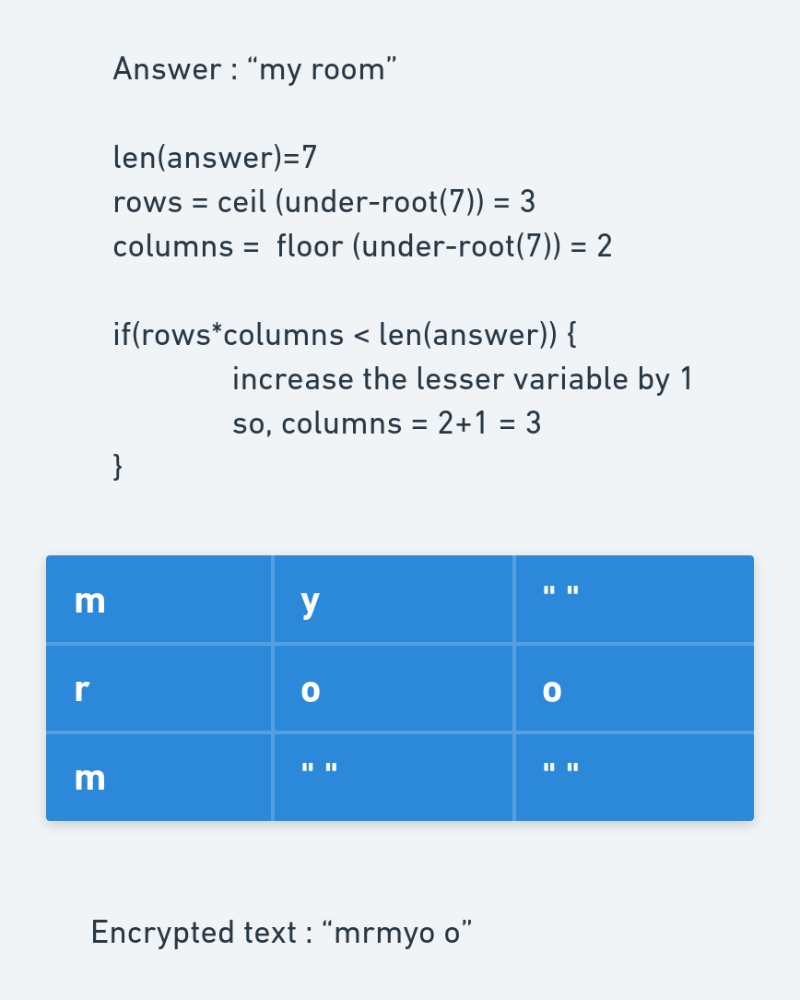 Answer : “my room”
len(answer)=7
rows = ceil (under-root(7)) = 3
columns =  floor (under-root(7)) = 2
if(rows*columns < len(answer)) {
increase the lesser variable by 1
so, columns = 2+1 = 3
}
m y " "
r o o
m " " " "
Encrypted text : “mrmyo o”